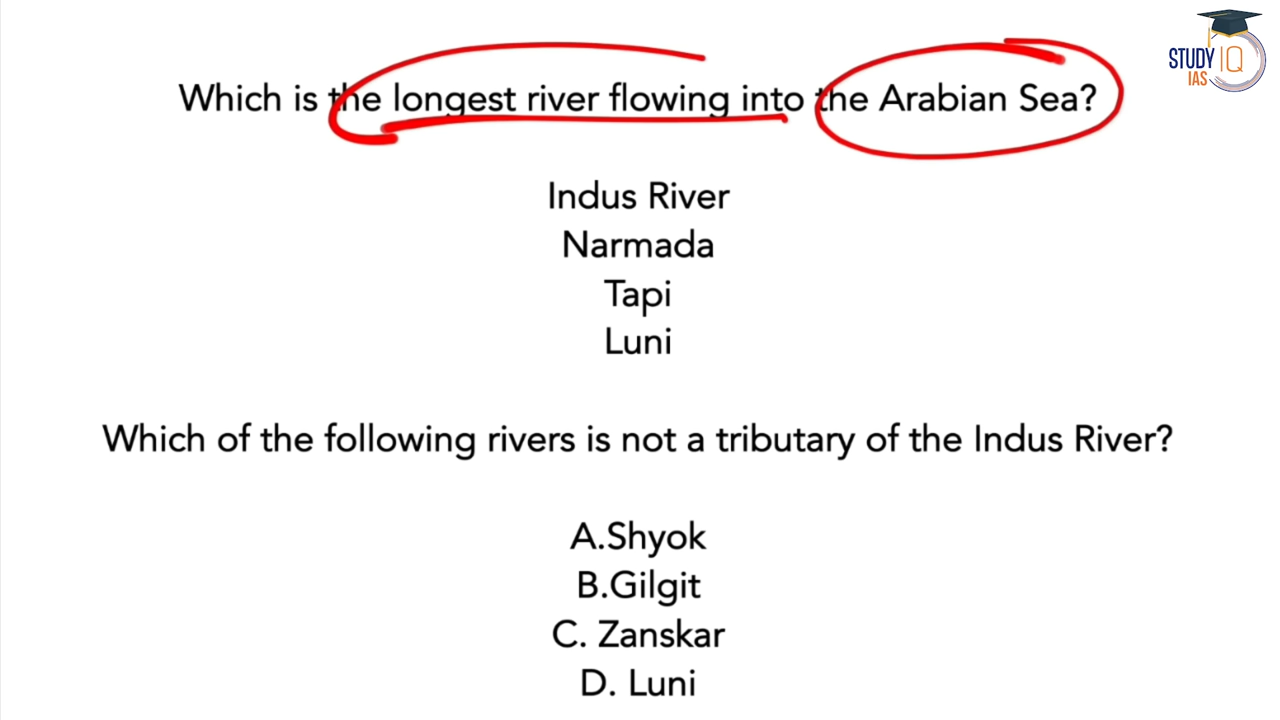 STUDY IQ
IAS
Which is the longest river flowing into the Arabian Sea?
Indus River
Narmada
Tapi
Luni
Which of the following rivers is not a tributary of the Indus River?
A.Shyok
B.Gilgit
C. Zanskar
D. Luni